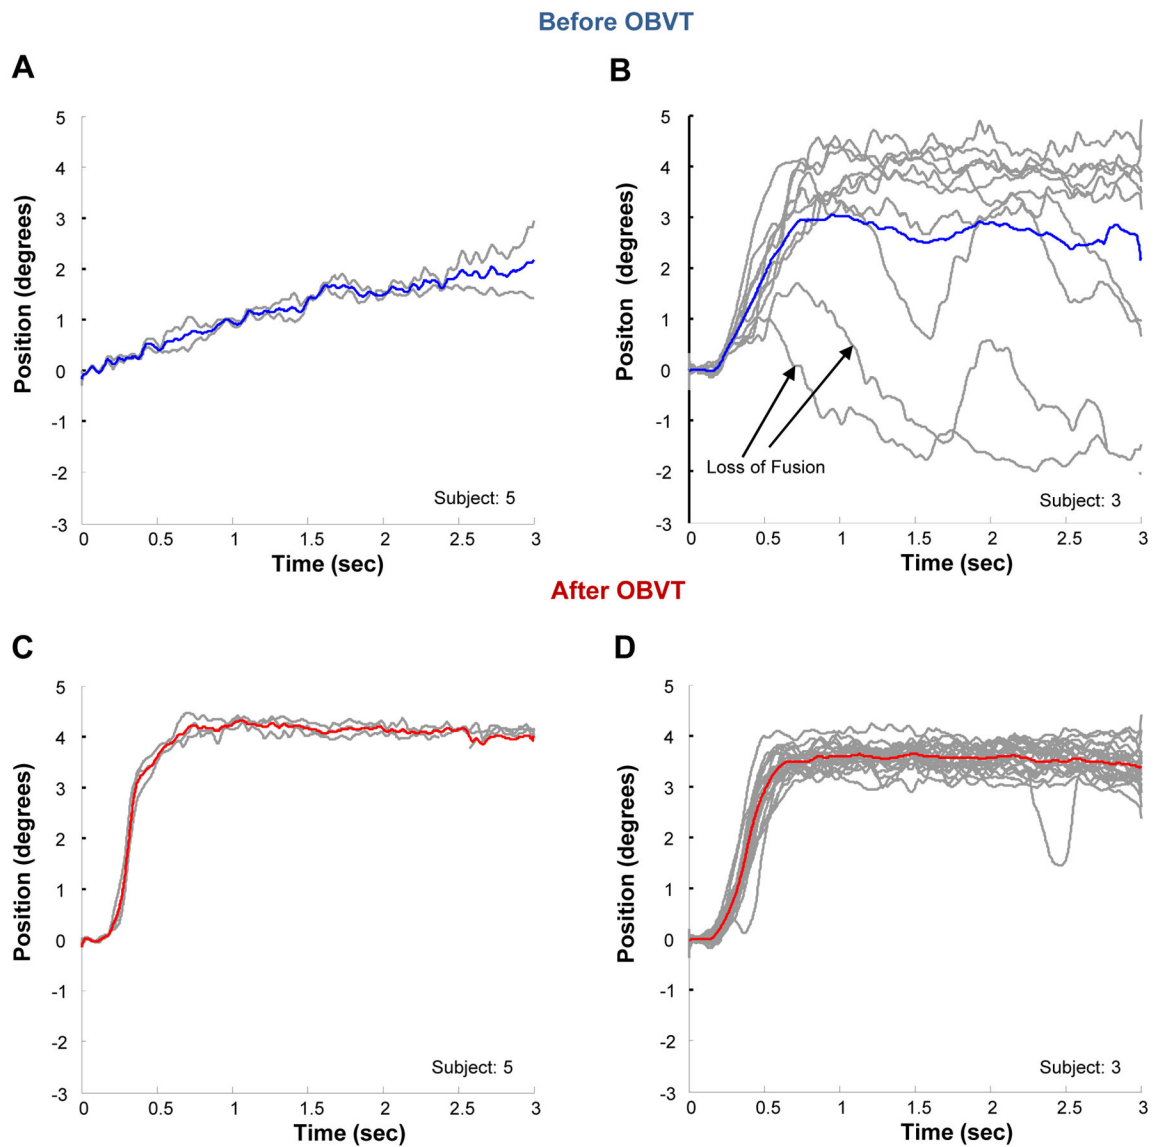 Before OBVT
A
5
4
3
2
1
0
-1
-2
-3
Position (degrees)
Subject: 5
0 0.5 1 1.5 2 2.5 3
Time (sec)
B
5
4
3
2
1
0
-1
-2
-3
Positon (degrees)
Loss of Fusion
Subject: 3
0 0.5 1 1.5 2 2.5 3
Time (sec)
After OBVT
C
5
4
3
2
1
0
-1
-2
-3
Position (degrees)
Subject: 5
0 0.5 1 1.5 2 2.5 3
Time (sec)
D
5
4
3
2
1
0
-1
-2
-3
Position (degrees)
Subject: 3
0 0.5 1 1.5 2 2.5 3
Time (sec)